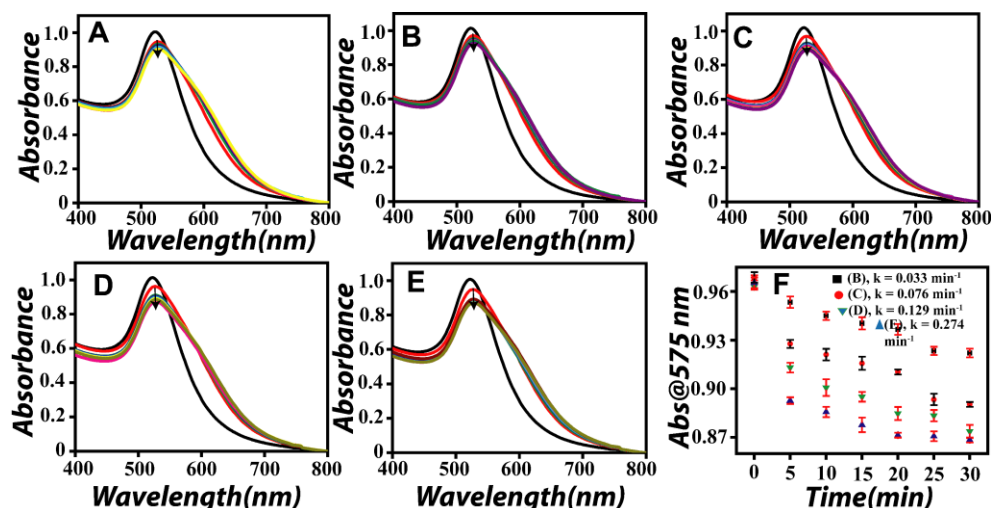 A
Absorbance
1.0
0.8
0.6
0.4
0.2
0
400 500 600 700 800
Wavelength(nm)
B
Absorbance
1.0
0.8
0.6
0.4
0.2
0
400 500 600 700 800
Wavelength(nm)
C
Absorbance
1.0
0.8
0.6
0.4
0.2
0
400 500 600 700 800
Wavelength(nm)
D
Absorbance
1.0
0.8
0.6
0.4
0.2
0
400 500 600 700 800
Wavelength(nm)
E
Absorbance
1.0
0.8
0.6
0.4
0.2
0
400 500 600 700 800
Wavelength(nm)
F
(B), k = 0.033 min⁻¹
(C), k = 0.076 min⁻¹
(D), k = 0.129 min⁻¹
(E), k = 0.274
min⁻¹
Abs@575 nm
0.96
0.93
0.90
0.87
0 5 10 15 20 25 30
Time(min)